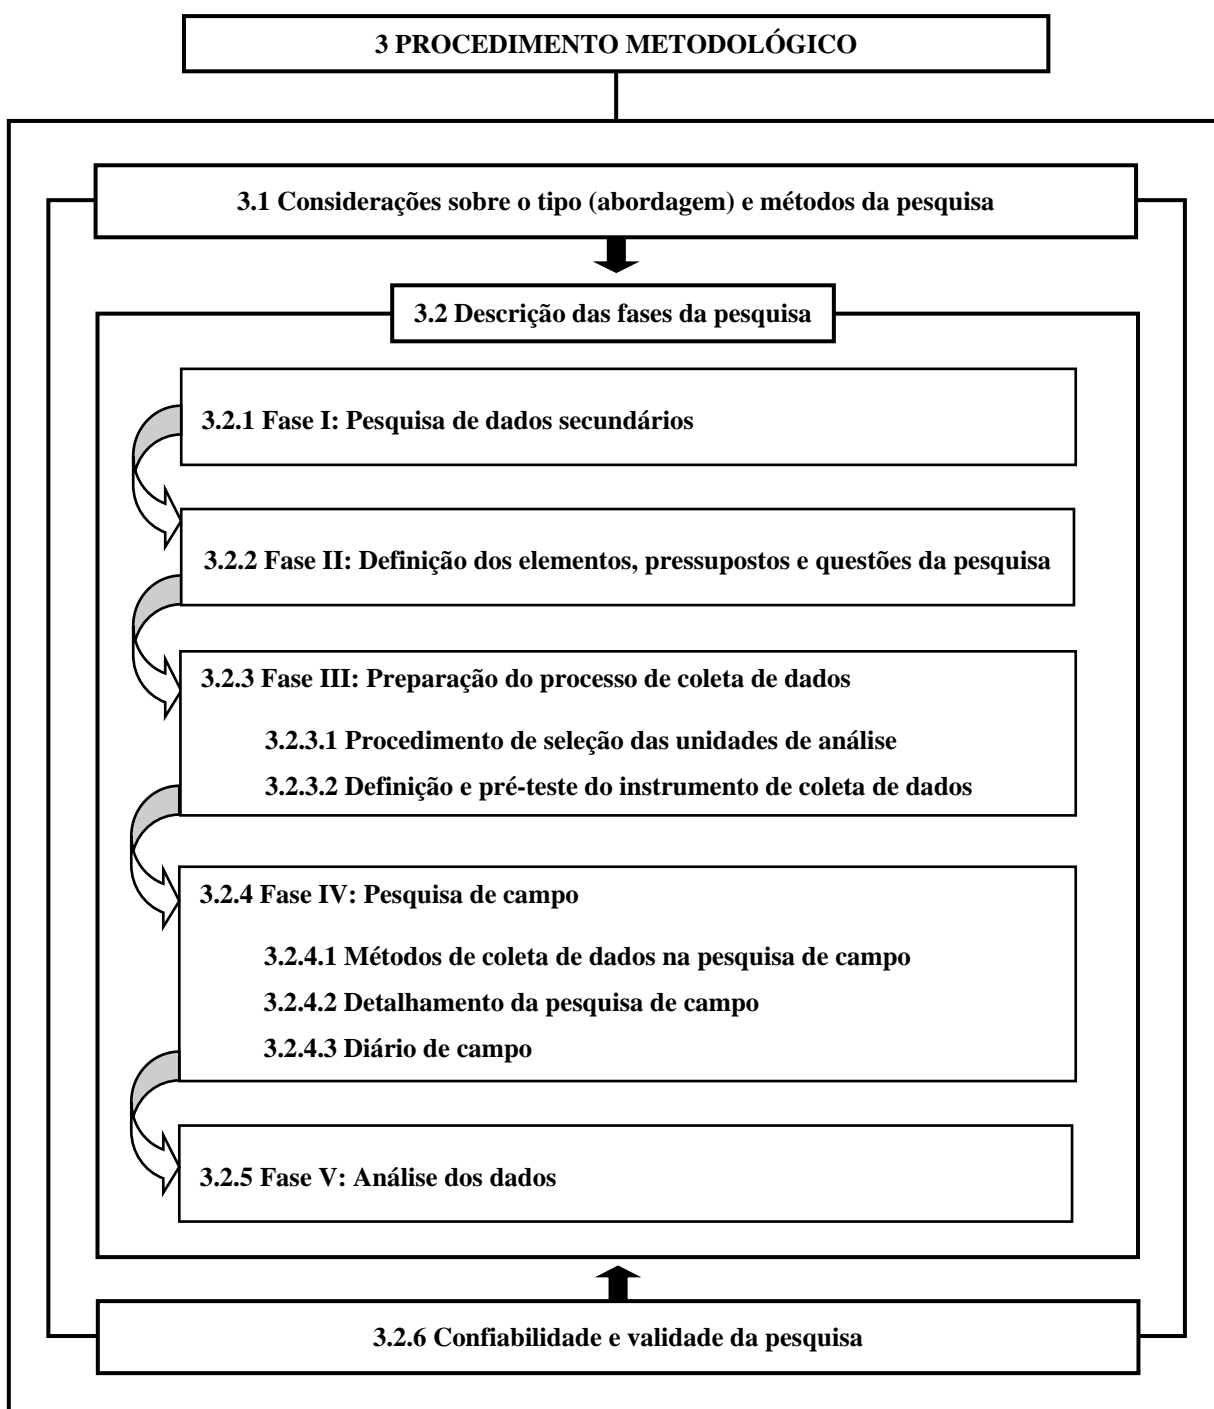 3 PROCEDIMENTO METODOLÓGICO
3.1 Considerações sobre o tipo (abordagem) e métodos da pesquisa
3.2 Descrição das fases da pesquisa
3.2.1 Fase I: Pesquisa de dados secundários
3.2.2 Fase II: Definição dos elementos, pressupostos e questões da pesquisa
3.2.3 Fase III: Preparação do processo de coleta de dados
3.2.3.1 Procedimento de seleção das unidades de análise
3.2.3.2 Definição e pré-teste do instrumento de coleta de dados
3.2.4 Fase IV: Pesquisa de campo
3.2.4.1 Métodos de coleta de dados na pesquisa de campo
3.2.4.2 Detalhamento da pesquisa de campo
3.2.4.3 Diário de campo
3.2.5 Fase V: Análise dos dados
3.2.6 Confiabilidade e validade da pesquisa